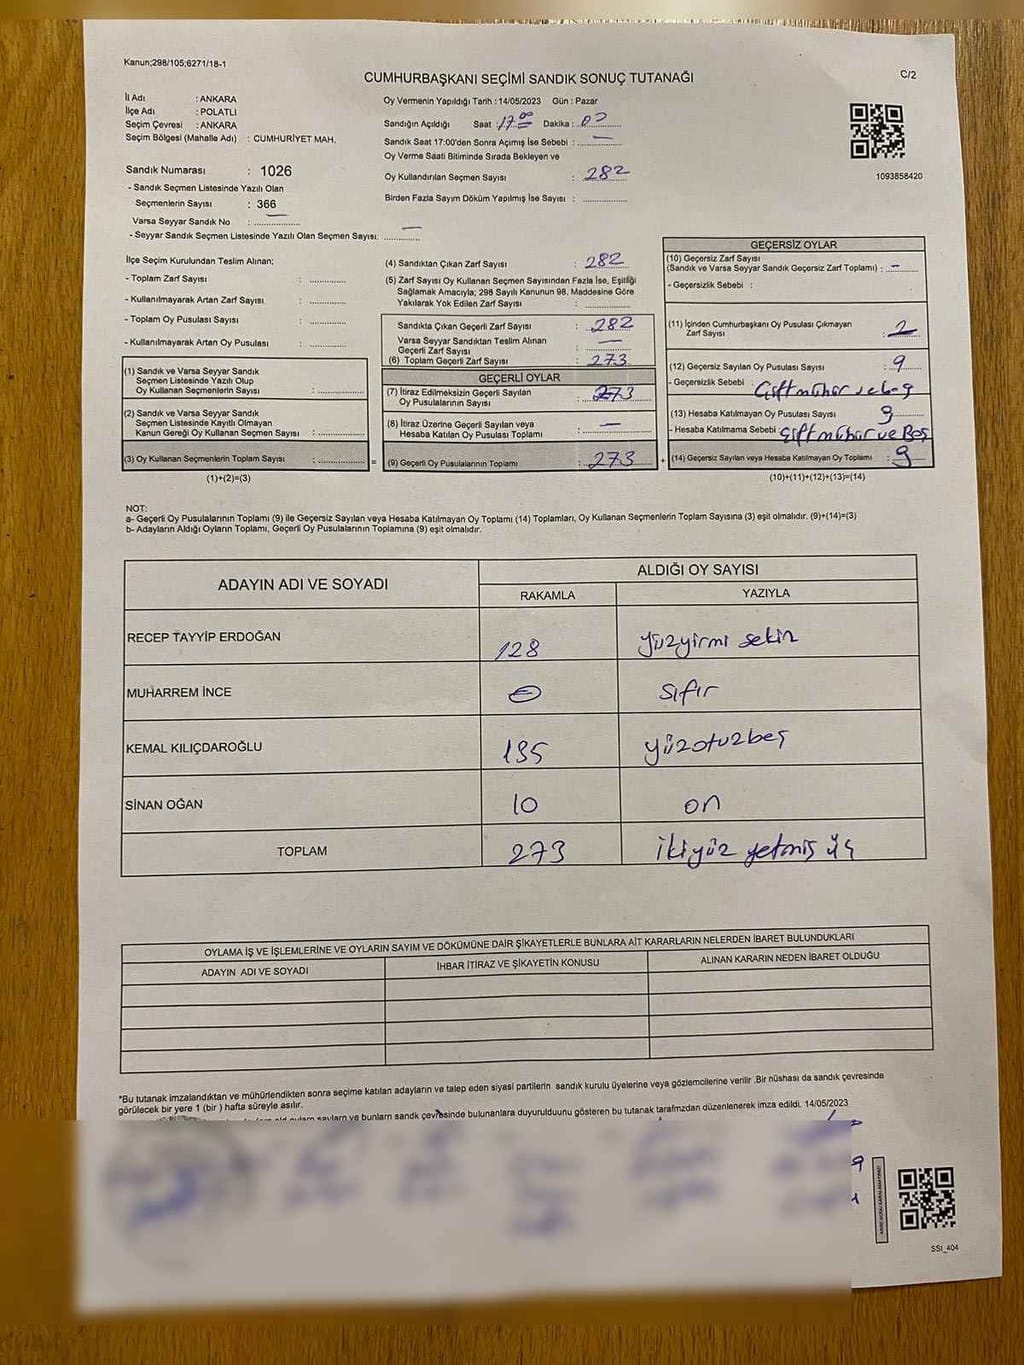 Kanun;298/105;6271/18-1
CUMHURBAŞKANI SEÇİMİ SANDIK SONUÇ TUTANAĞI
C/2
İl Adı : ANKARA
İlçe Adı : POLATLI
Seçim Çevresi : ANKARA
Seçim Bölgesi (Mahalle Adı) : CUMHURİYET MAH.
Sandık Numarası : 1026
- Sandık Seçmen Listesinde Yazılı Olan
Seçmenlerin Sayısı : 366
Varsa Seyyar Sandık No : ..............
- Seyyar Sandık Seçmen Listesinde Yazılı Olan Seçmen Sayısı: — ..............
Oy Vermenin Yapıldığı Tarih : 14/05/2023 Gün : Pazar
Sandığın Açıldığı Saat : 17 00 Dakika : 00
Sandık Saat 17:00'den Sonra Açımış İse Sebebi : —
Oy Verme Saati Bitiminde Sırada Bekleyen ve
Oy Kullandırılan Seçmen Sayısı : 282
Birden Fazla Sayım Döküm Yapılmış İse Sayısı : ..............
1093858420
İlçe Seçim Kurulundan Teslim Alınan;
- Toplam Zarf Sayısı : ..............
- Kullanılmayarak Artan Zarf Sayısı : ..............
- Toplam Oy Pusulası Sayısı : ..............
- Kullanılmayarak Artan Oy Pusulası : ..............
(1) Sandık ve Varsa Seyyar Sandık
Seçmen Listesinde Yazılı Olup
Oy Kullanan Seçmenlerin Sayısı : ..............
(2) Sandık ve Varsa Seyyar Sandık
Seçmen Listesinde Kayıtlı Olmayan
Kanun Gereği Oy Kullanan Seçmen Sayısı : ..............
(3) Oy Kullanan Seçmenlerin Toplam Sayısı : .............. =
(1)+(2)=(3)
(4) Sandıktan Çıkan Zarf Sayısı : 282
(5) Zarf Sayısı Oy Kullanan Seçmen Sayısından Fazla İse, Eşitliği
Sağlamak Amacıyla; 298 Sayılı Kanunun 98. Maddesine Göre
Yakılarak Yok Edilen Zarf Sayısı : ..............
Sandıkta Çıkan Geçerli Zarf Sayısı : 282
Varsa Seyyar Sandıktan Teslim Alınan
Geçerli Zarf Sayısı : —
(6) Toplam Geçerli Zarf Sayısı : 273
GEÇERLİ OYLAR
(7) İtiraz Edilmeksizin Geçerli Sayılan
Oy Pusulalarının Sayısı : 273
(8) İtiraz Üzerine Geçerli Sayılan veya
Hesaba Katılan Oy Pusulası Toplamı : —
(9) Geçerli Oy Pusulalarının Toplamı : 273 +
GEÇERSİZ OYLAR
(10) Geçersiz Zarf Sayısı
(Sandık ve Varsa Seyyar Sandık Geçersiz Zarf Toplamı) : -
- Geçersizlik Sebebi :
(11) İçinden Cumhurbaşkanı Oy Pusulası Çıkmayan
Zarf Sayısı : 2
(12) Geçersiz Sayılan Oy Pusulası Sayısı : 9
- Geçersizlik Sebebi : Çift mühür ve boş
(13) Hesaba Katılmayan Oy Pusulası Sayısı : 9
- Hesaba Katılmama Sebebi : Çift mühür ve Boş
(14) Geçersiz Sayılan veya Hesaba Katılmayan Oy Toplamı : 9
(10)+(11)+(12)+(13)=(14)
NOT:
a- Geçerli Oy Pusulalarının Toplamı (9) ile Geçersiz Sayılan veya Hesaba Katılmayan Oy Toplamı (14) Toplamları, Oy Kullanan Seçmenlerin Toplam Sayısına (3) eşit olmalıdır. (9)+(14)=(3)
b- Adayların Aldığı Oyların Toplamı, Geçerli Oy Pusulalarının Toplamına (9) eşit olmalıdır.
ADAYIN ADI VE SOYADI ALDIĞI OY SAYISI
RAKAMLA YAZIYLA
RECEP TAYYİP ERDOĞAN 128 yüzyirmi sekiz
MUHARREM İNCE 0 sıfır
KEMAL KILIÇDAROĞLU 135 yüzotuzbeş
SİNAN OĞAN 10 on
TOPLAM 273 ikiyüz yetmiş üç
OYLAMA İŞ VE İŞLEMLERİNE VE OYLARIN SAYIM VE DÖKÜMÜNE DAİR ŞİKAYETLERLE BUNLARA AİT KARARLARIN NELERDEN İBARET BULUNDUKLARI
ADAYIN ADI VE SOYADI İHBAR İTİRAZ VE ŞİKAYETİN KONUSU ALINAN KARARIN NEDEN İBARET OLDUĞU
*Bu tutanak imzalandıktan ve mühürlendikten sonra seçime katılan adayların ve talep eden siyasi partilerin sandık kurulu üyelerine veya gözlemcilerine verilir .Bir nüshası da sandık çevresinde
görülecek bir yere 1 (bir ) hafta süreyle asılır.
ve bunların sandık çevresinde bulunanlara duyurulduunu gösteren bu tutanak tarafmzdan düzenlenerek imza edildi. 14/05/2023
SSI_404